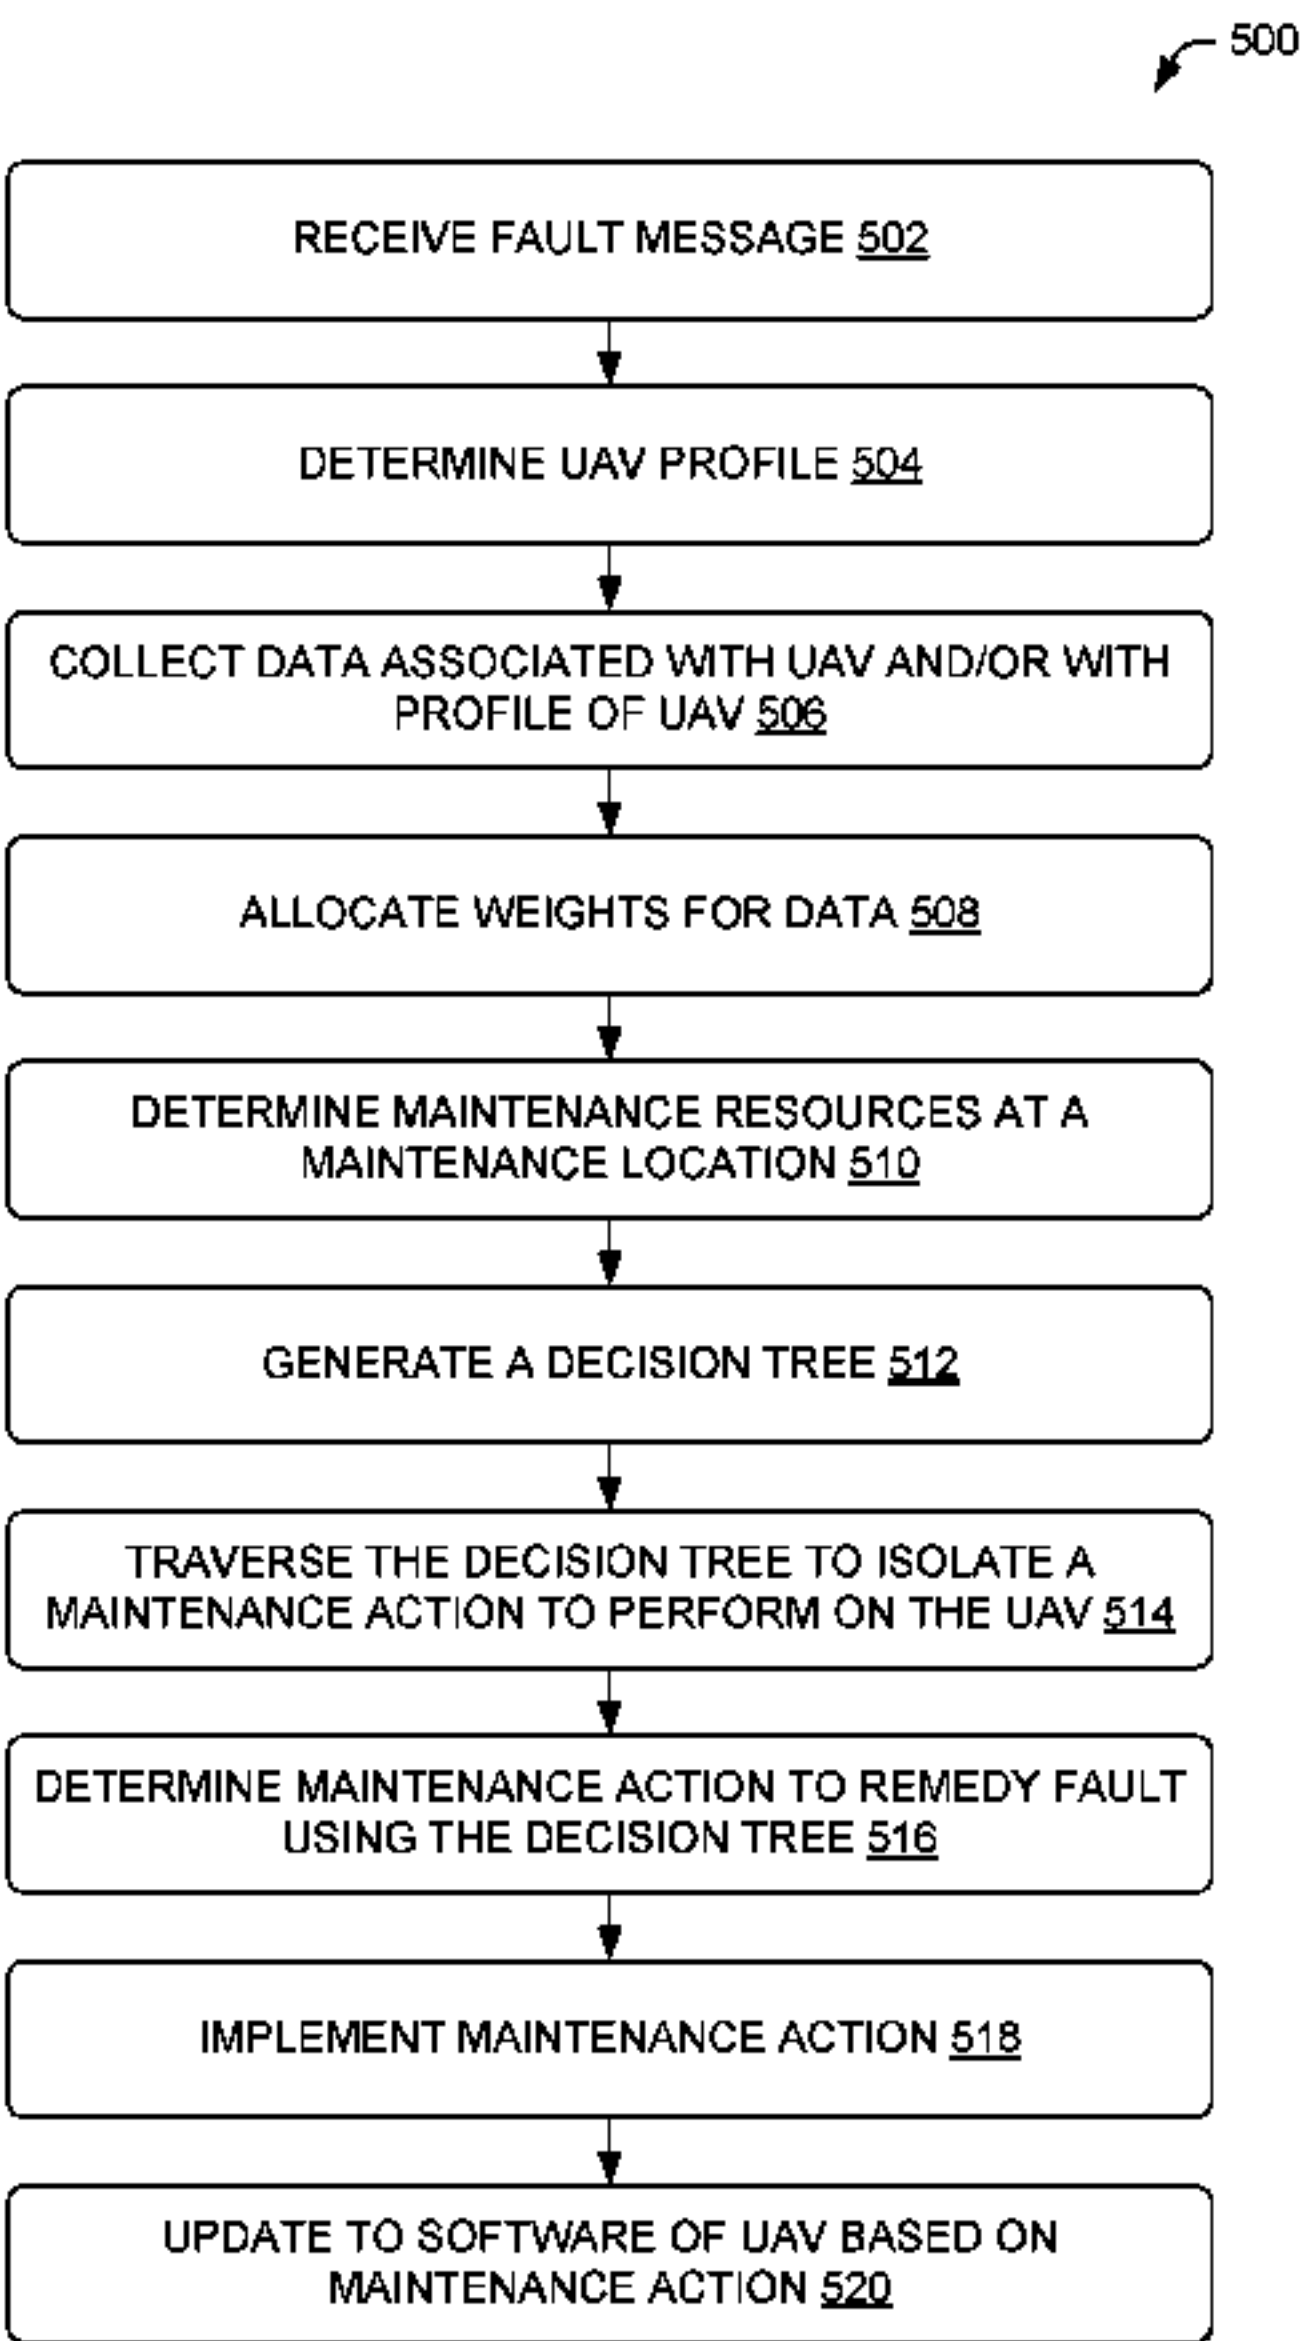 500
RECEIVE FAULT MESSAGE 502
DETERMINE UAV PROFILE 504
COLLECT DATA ASSOCIATED WITH UAV AND/OR WITH
PROFILE OF UAV 506
ALLOCATE WEIGHTS FOR DATA 508
DETERMINE MAINTENANCE RESOURCES AT A
MAINTENANCE LOCATION 510
GENERATE A DECISION TREE 512
TRAVERSE THE DECISION TREE TO ISOLATE A
MAINTENANCE ACTION TO PERFORM ON THE UAV 514
DETERMINE MAINTENANCE ACTION TO REMEDY FAULT
USING THE DECISION TREE 516
IMPLEMENT MAINTENANCE ACTION 518
UPDATE TO SOFTWARE OF UAV BASED ON
MAINTENANCE ACTION 520